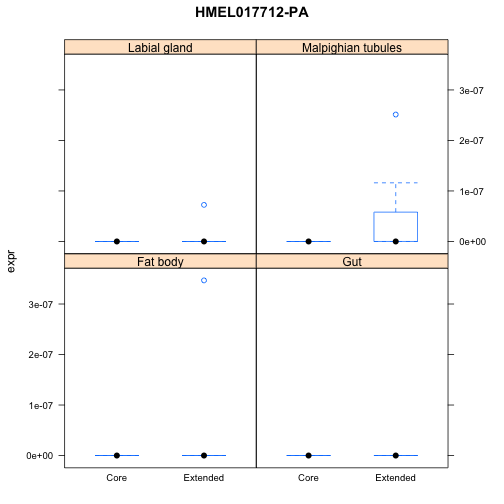 HMEL017712-PA
Labial gland
Malpighian tubules
3e-07
2e-07
1e-07
0e+00
expr
Fat body
Gut
3e-07
2e-07
1e-07
0e+00
Core
Extended
Core
Extended